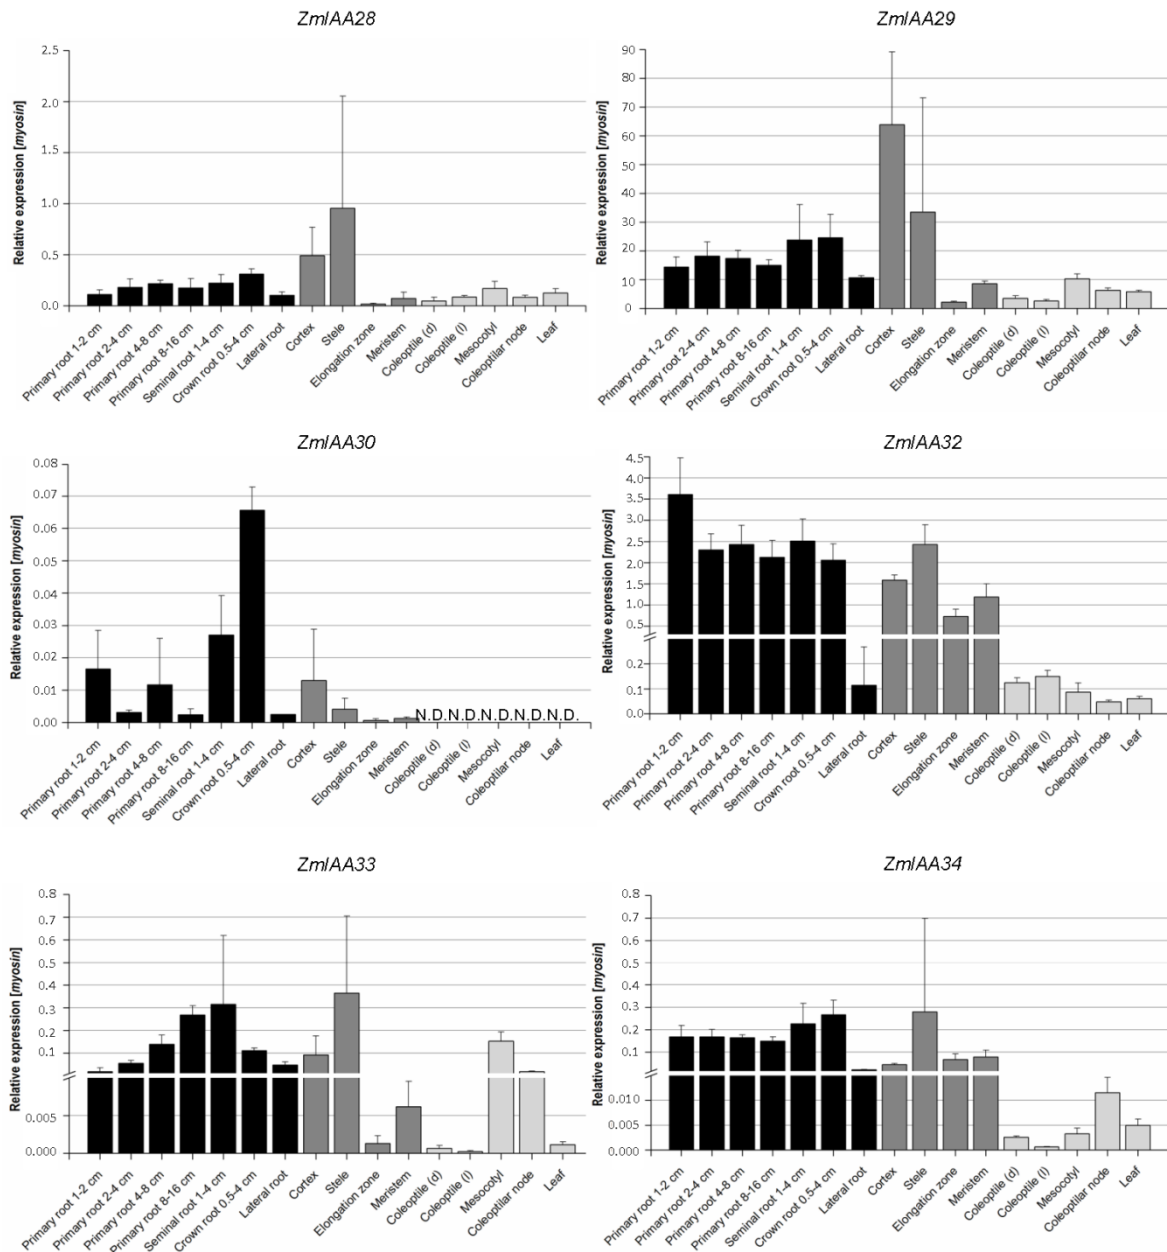 ZmIAA28
Relative expression [myosin]
2.5
2.0
1.5
1.0
0.5
0.0
Primary root 1-2 cm
Primary root 2-4 cm
Primary root 4-8 cm
Primary root 8-16 cm
Seminal root 1-4 cm
Crown root 0.5-4 cm
Lateral root
Cortex
Stele
Elongation zone
Meristem
Coleoptile (d)
Coleoptile (l)
Mesocotyl
Coleoptilar node
Leaf
ZmIAA29
Relative expression [myosin]
90
80
70
60
50
40
30
20
10
0
Primary root 1-2 cm
Primary root 2-4 cm
Primary root 4-8 cm
Primary root 8-16 cm
Seminal root 1-4 cm
Crown root 0.5-4 cm
Lateral root
Cortex
Stele
Elongation zone
Meristem
Coleoptile (d)
Coleoptile (l)
Mesocotyl
Coleoptilar node
Leaf
ZmIAA30
Relative expression [myosin]
0.08
0.07
0.06
0.05
0.04
0.03
0.02
0.01
0.00
N.D.N.D.N.D.N.D.N.D.
Primary root 1-2 cm
Primary root 2-4 cm
Primary root 4-8 cm
Primary root 8-16 cm
Seminal root 1-4 cm
Crown root 0.5-4 cm
Lateral root
Cortex
Stele
Elongation zone
Meristem
Coleoptile (d)
Coleoptile (l)
Mesocotyl
Coleoptilar node
Leaf
ZmIAA32
Relative expression [myosin]
4.5
4.0
3.5
3.0
2.5
2.0
1.5
1.0
0.5
0.2
0.1
0.0
Primary root 1-2 cm
Primary root 2-4 cm
Primary root 4-8 cm
Primary root 8-16 cm
Seminal root 1-4 cm
Crown root 0.5-4 cm
Lateral root
Cortex
Stele
Elongation zone
Meristem
Coleoptile (d)
Coleoptile (l)
Mesocotyl
Coleoptilar node
Leaf
ZmIAA33
Relative expression [myosin]
0.8
0.7
0.6
0.5
0.4
0.3
0.2
0.1
0.005
0.000
Primary root 1-2 cm
Primary root 2-4 cm
Primary root 4-8 cm
Primary root 8-16 cm
Seminal root 1-4 cm
Crown root 0.5-4 cm
Lateral root
Cortex
Stele
Elongation zone
Meristem
Coleoptile (d)
Coleoptile (l)
Mesocotyl
Coleoptilar node
Leaf
ZmIAA34
Relative expression [myosin]
0.8
0.7
0.6
0.5
0.4
0.3
0.2
0.1
0.010
0.005
0.000
Primary root 1-2 cm
Primary root 2-4 cm
Primary root 4-8 cm
Primary root 8-16 cm
Seminal root 1-4 cm
Crown root 0.5-4 cm
Lateral root
Cortex
Stele
Elongation zone
Meristem
Coleoptile (d)
Coleoptile (l)
Mesocotyl
Coleoptilar node
Leaf